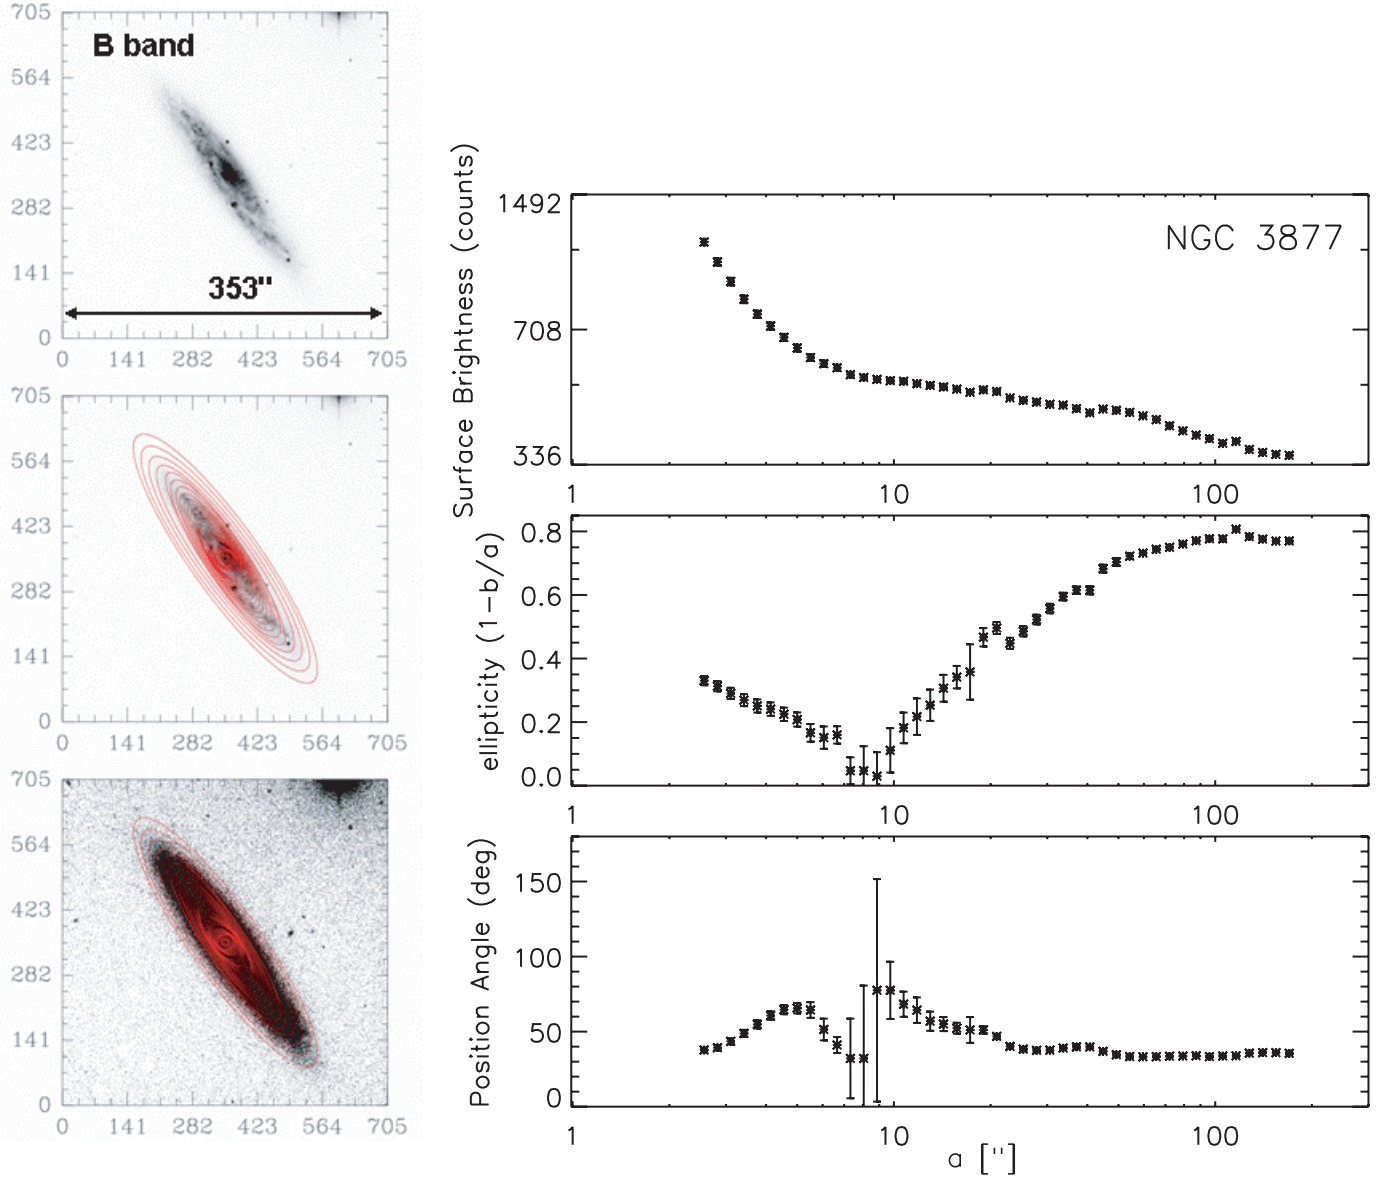 705
B band
564
423
282
141
353"
0
0 141 282 423 564 705
705
564
423
282
141
0
0 141 282 423 564 705
705
564
423
282
141
0
0 141 282 423 564 705
Surface Brightness (counts)
1492
NGC 3877
708
336
1 10 100
ellipticity (1-b/a)
0.8
0.6
0.4
0.2
0.0
1 10 100
Position Angle (deg)
150
100
50
0
1 10 100
a ["]